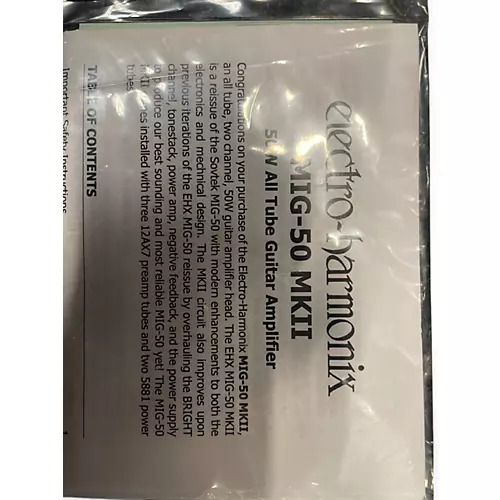 electro-harmonix
MIG-50 MKII
50W All Tube Guitar Amplifier
Congratulations on your purchase of the Electro-Harmonix MIG-50 MKII,
an all tube, two channel, 50W guitar amplifier head. The EHX MIG-50 MKII
is a reissue of the Sovtek MIG-50 with modern enhancements to both the
electronics and mechnical design. The MKII circuit also improves upon
previous iterations of the EHX MIG-50 reissue by overhauling the BRIGHT
channel, tonestack, power amp, negative feedback, and the power supply
to produce our best sounding and most reliable MIG-50 yet! The MIG-50
MKII comes installed with three 12AX7 preamp tubes and two 5881 power
tubes.
TABLE OF CONTENTS
Important Safety Instructions